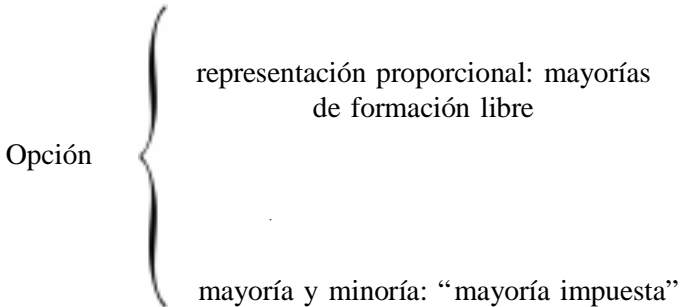 representación proporcional: mayorías
de formación libre
Opción
mayoría y minoría: “mayoría impuesta”